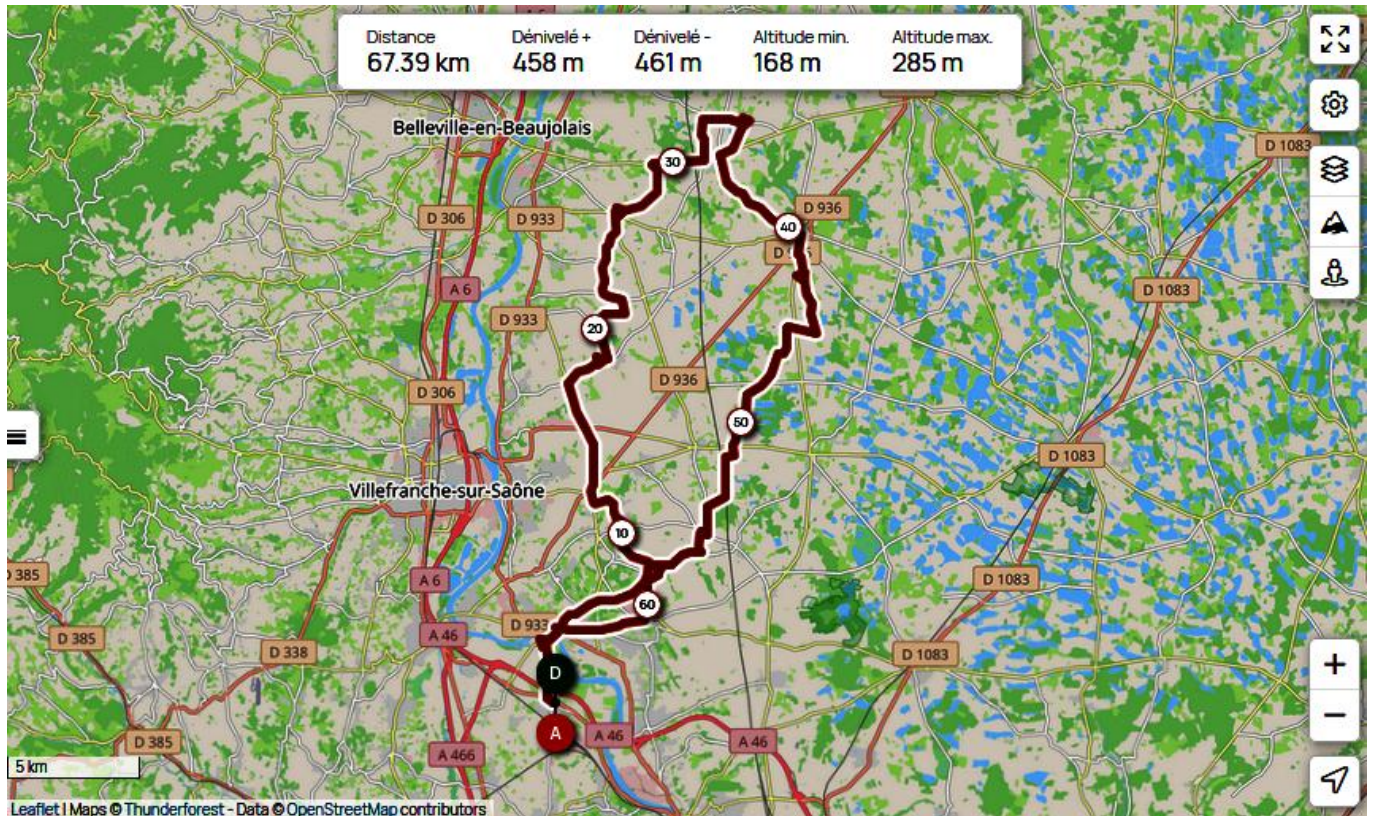 A 6
Distance Dénivelé + Dénivelé - Altitude min. Altitude max.
67.39 km 458 m 461 m 168 m 285 m
Belleville-en-Beaujolais
30
D 1083
D 306
D 933
D 936
40
A 6
D 1083
20
D 933
D 306
D 936
50
D 1083
Villefranche-sur-Saône
10
D 385
A 6
D 1083
60
D 933
D 385
A 46
D 338
D 1083
D
A
A 46
D 385
A 466
A 46
5 km
+
−
Leaflet | Maps © Thunderforest - Data © OpenStreetMap contributors